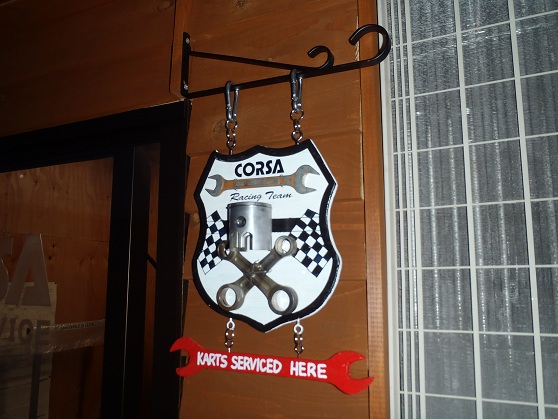 CORSA
Racing Team
KARTS SERVICED HERE